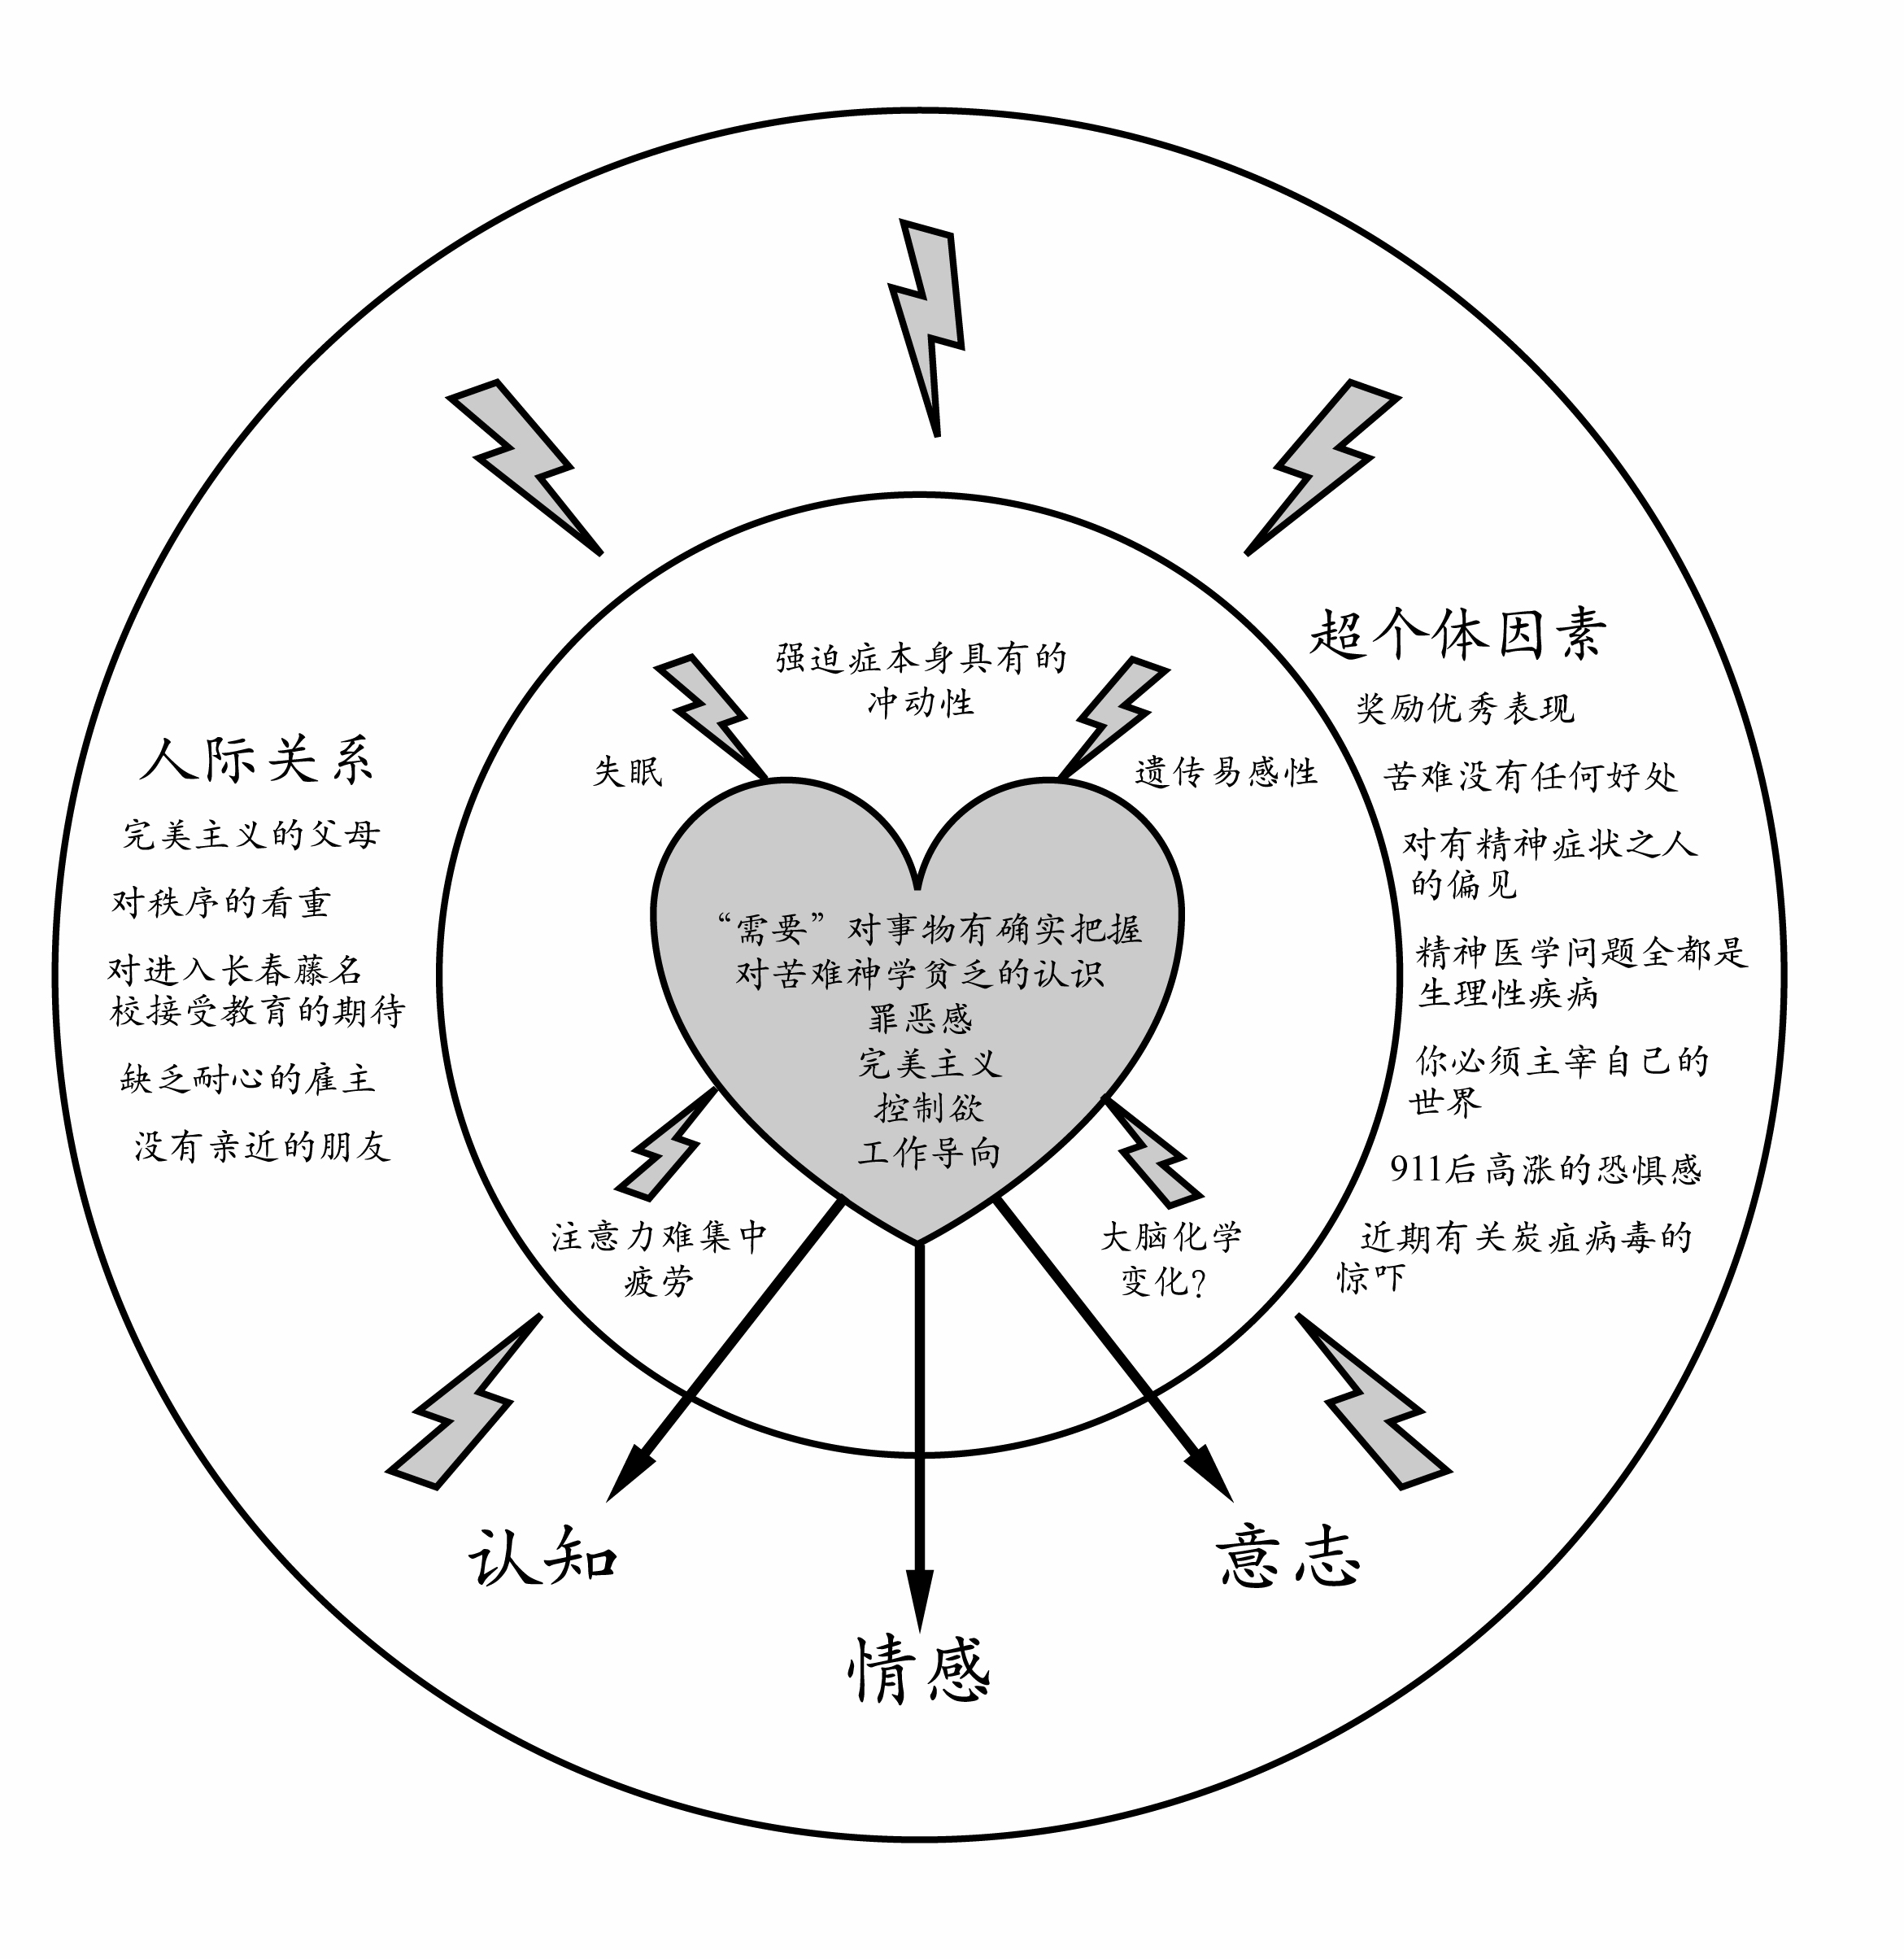 强迫症本身具有的
冲动性
失眠
遗传易感性
“需要”对事物有确实把握
对苦难神学贫乏的认识
罪恶感
完美主义
控制欲
工作导向
注意力难集中
疲劳
大脑化学
变化？
人际关系
完美主义的父母
对秩序的看重
对进入长春藤名
校接受教育的期待
缺乏耐心的雇主
没有亲近的朋友
超个体因素
奖励优秀表现
苦难没有任何好处
对有精神症状之人
的偏见
精神医学问题全都是
生理性疾病
你必须主宰自己的
世界
911后高涨的恐惧感
近期有关炭疽病毒的
惊吓
认知
情感
意志